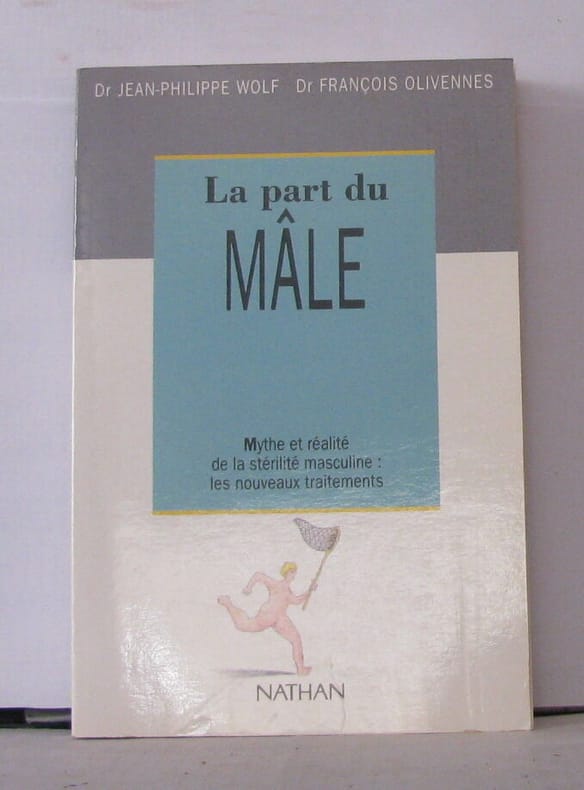 Dr JEAN-PHILIPPE WOLF Dr FRANÇOIS OLIVENNES
La part du
MÂLE
Mythe et réalité
de la stérilité masculine :
les nouveaux traitements
NATHAN